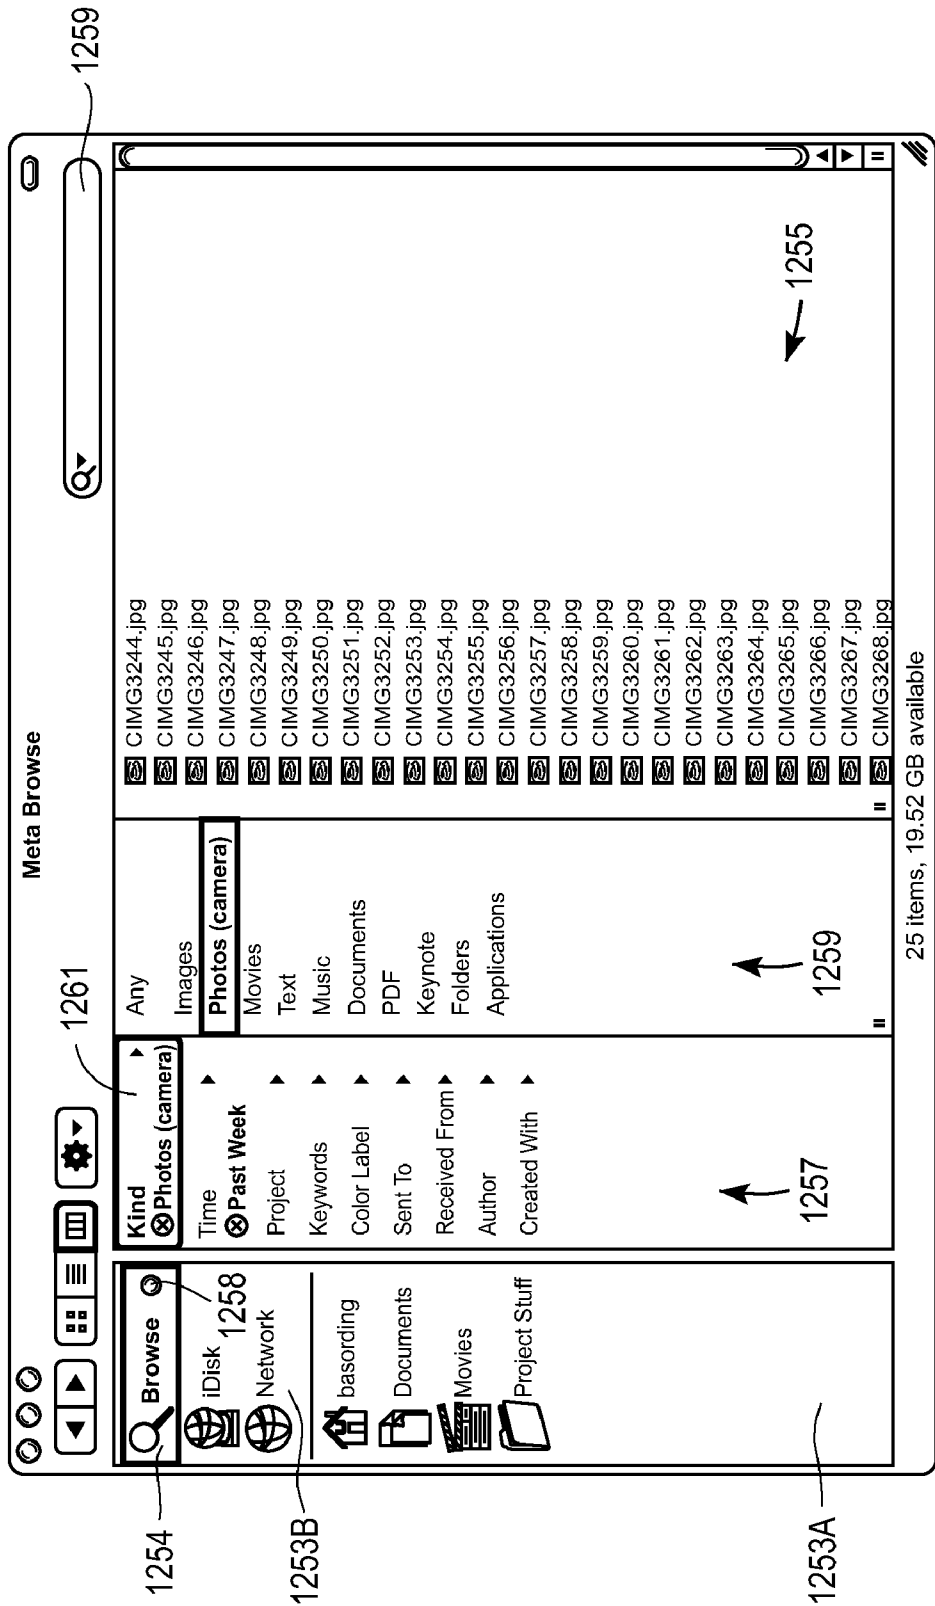 Meta Browse
1259
1261
1254
Browse
1258
iDisk
Network
1253B
basording
Documents
Movies
Project Stuff
1253A
Kind
Photos (camera)
Time
Past Week
Project
Keywords
Color Label
Sent To
Received From
Author
Created With
1257
Any
Images
Photos (camera)
Movies
Text
Music
Documents
PDF
Keynote
Folders
Applications
1259
CIMG3244.jpg
CIMG3245.jpg
CIMG3246.jpg
CIMG3247.jpg
CIMG3248.jpg
CIMG3249.jpg
CIMG3250.jpg
CIMG3251.jpg
CIMG3252.jpg
CIMG3253.jpg
CIMG3254.jpg
CIMG3255.jpg
CIMG3256.jpg
CIMG3257.jpg
CIMG3258.jpg
CIMG3259.jpg
CIMG3260.jpg
CIMG3261.jpg
CIMG3262.jpg
CIMG3263.jpg
CIMG3264.jpg
CIMG3265.jpg
CIMG3266.jpg
CIMG3267.jpg
CIMG3268.jpg
1255
25 items, 19.52 GB available